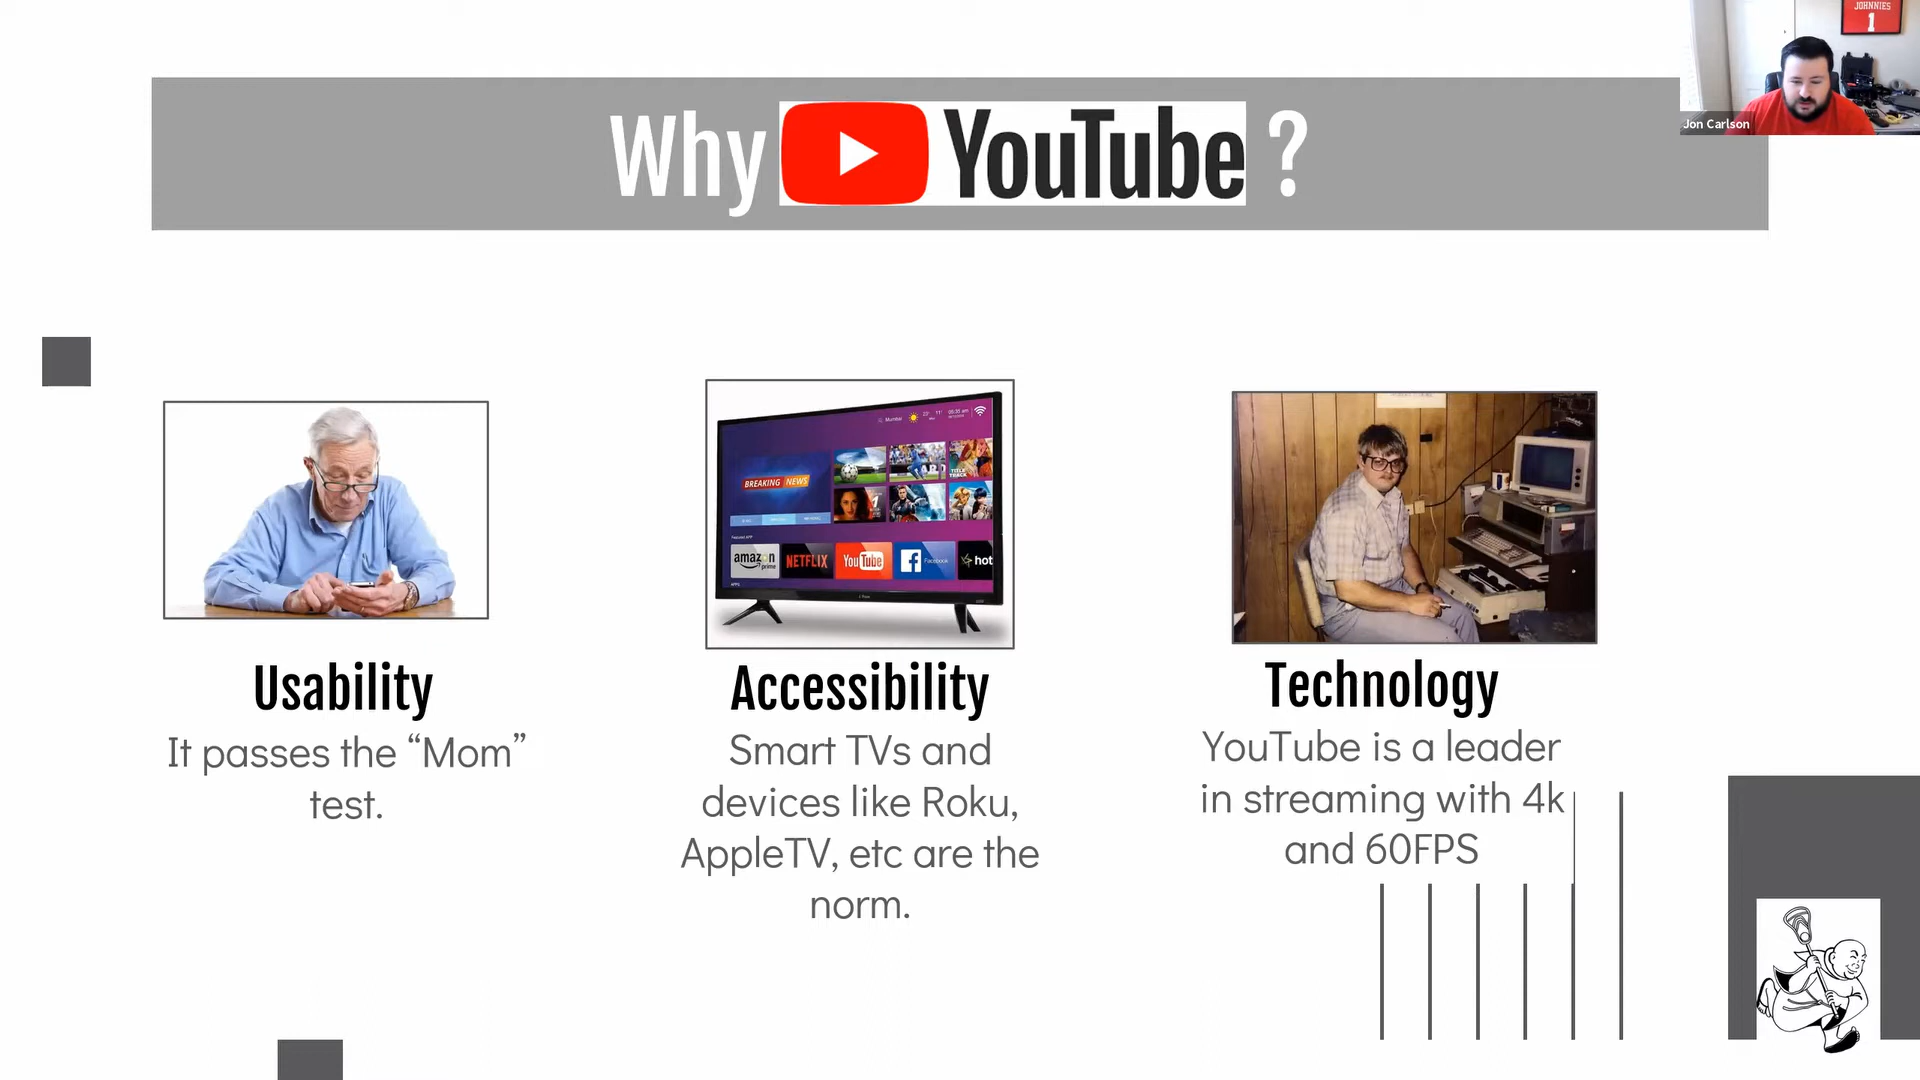 JOHNNIES
1
Jon Carlson
Why YouTube ?
BREAKING NEWS
amazon
prime
NETFLIX
YouTube
Facebook
hot
Usability
It passes the “Mom”
test.
Accessibility
Smart TVs and
devices like Roku,
AppleTV, etc are the
norm.
Technology
YouTube is a leader
in streaming with 4k
and 60FPS